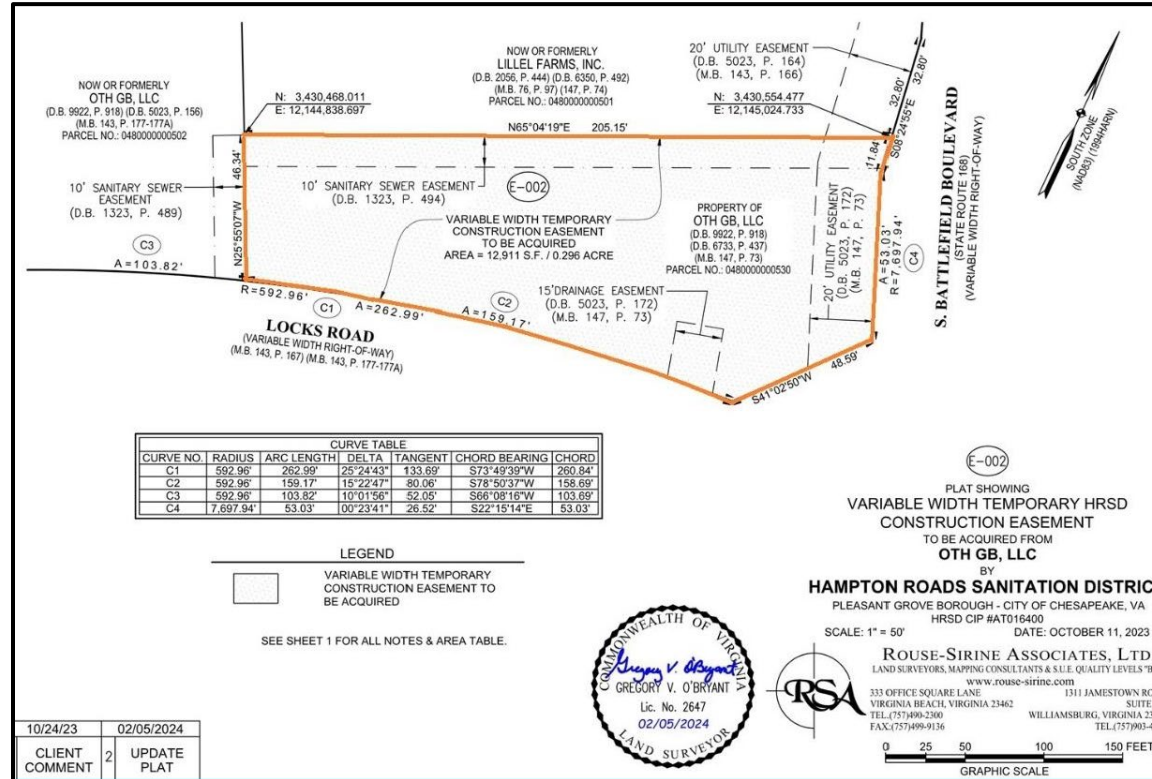 NOW OR FORMERLY
OTH GB, LLC
(D.B. 9922, P. 918) (D.B. 5023, P. 156)
(M.B. 143, P. 177-177A)
PARCEL NO.: 0480000000502
NOW OR FORMERLY
LILLEL FARMS, INC.
(D.B. 2056, P. 444) (D.B. 6350, P. 492)
(M.B. 76, P. 97) (147, P. 74)
PARCEL NO.: 0480000000501
20' UTILITY EASEMENT
(D.B. 5023, P. 164)
(M.B. 143, P. 166)
32.80'
32.80'
S08°24'55"E
N: 3,430,468.011
E: 12,144,838.697
N: 3,430,554.477
E: 12,145,024.733
SOUTH ZONE
(NAD83) (1994HARN)
N65°04'19"E 205.15'
11.84'
46.34'
N25°55'07"W
10' SANITARY SEWER
EASEMENT
(D.B. 1323, P. 489)
10' SANITARY SEWER EASEMENT
(D.B. 1323, P. 494)
E-002
VARIABLE WIDTH TEMPORARY
CONSTRUCTION EASEMENT
TO BE ACQUIRED
AREA = 12,911 S.F. / 0.296 ACRE
PROPERTY OF
OTH GB, LLC
(D.B. 9922, P. 918)
(D.B. 6733, P. 437)
(M.B. 147, P. 73)
PARCEL NO.: 0480000000530
20' UTILITY EASEMENT
(D.B. 5023, P. 172)
(M.B. 147, P. 73)
A=53.03'
R=7,697.94'
C4
S. BATTLEFIELD BOULEVARD
(STATE ROUTE 168)
(VARIABLE WIDTH RIGHT-OF-WAY)
C3
A=103.82'
R=592.96'
C1
A=262.99'
C2
A=159.17'
15'DRAINAGE EASEMENT
(D.B. 5023, P. 172)
(M.B. 147, P. 73)
LOCKS ROAD
(VARIABLE WIDTH RIGHT-OF-WAY)
(M.B. 143, P. 167) (M.B. 143, P. 177-177A)
S41°02'50"W
48.59'
CURVE TABLE
CURVE NO. RADIUS ARC LENGTH DELTA TANGENT CHORD BEARING CHORD
C1 592.96' 262.99' 25°24'43" 133.69' S73°49'39"W 260.84'
C2 592.96' 159.17' 15°22'47" 80.06' S78°50'37"W 158.69'
C3 592.96' 103.82' 10°01'56" 52.05' S66°08'16"W 103.69'
C4 7,697.94' 53.03' 00°23'41" 26.52' S22°15'14"E 53.03'
LEGEND
VARIABLE WIDTH TEMPORARY
CONSTRUCTION EASEMENT TO
BE ACQUIRED
SEE SHEET 1 FOR ALL NOTES & AREA TABLE.
E-002
PLAT SHOWING
VARIABLE WIDTH TEMPORARY HRSD
CONSTRUCTION EASEMENT
TO BE ACQUIRED FROM
OTH GB, LLC
BY
HAMPTON ROADS SANITATION DISTRIC
PLEASANT GROVE BOROUGH - CITY OF CHESAPEAKE, VA
HRSD CIP #AT016400
SCALE: 1" = 50' DATE: OCTOBER 11, 2023
COMMONWEALTH OF VIRGINIA
Gregory V. O'Bryant
GREGORY V. O'BRYANT
Lic. No. 2647
02/05/2024
LAND SURVEYOR
RSA
ROUSE-SIRINE ASSOCIATES, LTD
LAND SURVEYORS, MAPPING CONSULTANTS & S.U.E. QUALITY LEVELS "B
www.rouse-sirine.com
333 OFFICE SQUARE LANE
VIRGINIA BEACH, VIRGINIA 23462
TEL.(757)490-2300
FAX:(757)499-9136
1311 JAMESTOWN RO
SUITE
WILLIAMSBURG, VIRGINIA 23
TEL.(757)903-4
0 25 50 100 150 FEET
GRAPHIC SCALE
10/24/23 02/05/2024
CLIENT COMMENT 2 UPDATE PLAT